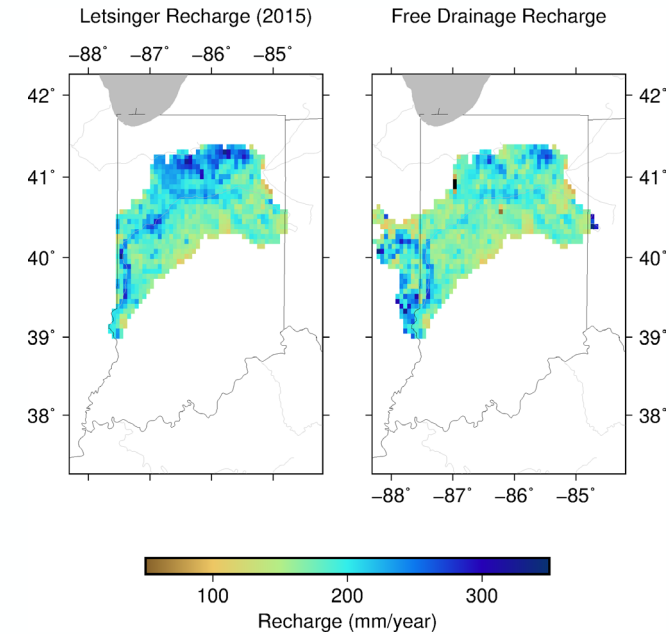 Letsinger Recharge (2015) Free Drainage Recharge
−88˚ −87˚ −86˚ −85˚
42˚ 42˚
41˚ 41˚
40˚ 40˚
39˚ 39˚
38˚ 38˚
−88˚ −87˚ −86˚ −85˚
100 200 300
Recharge (mm/year)